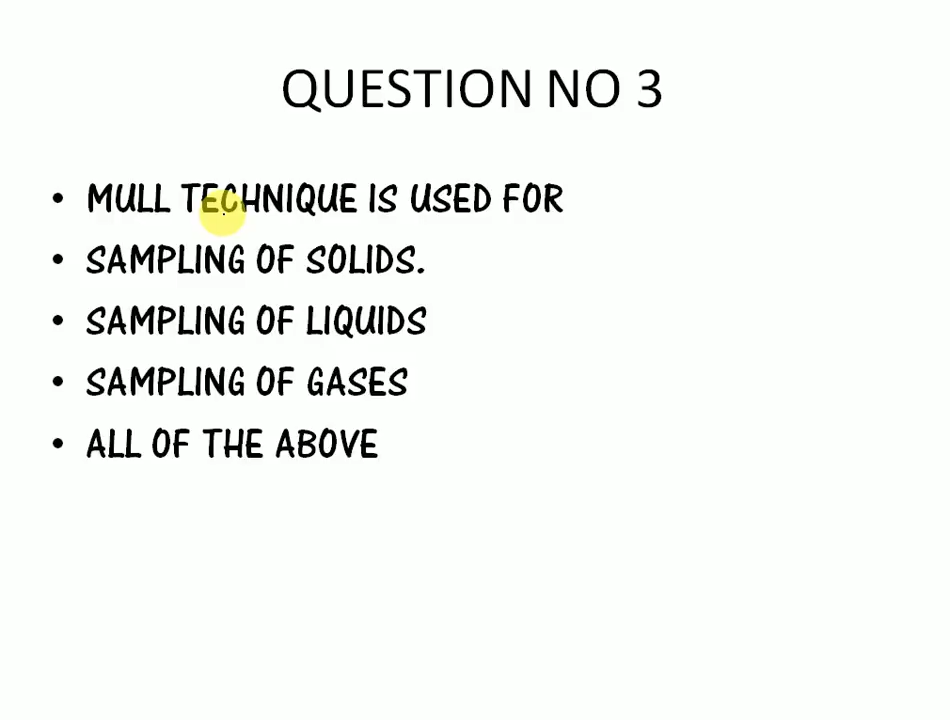 QUESTION NO 3
• MULL TECHNIQUE IS USED FOR
• SAMPLING OF SOLIDS.
• SAMPLING OF LIQUIDS
• SAMPLING OF GASES
• ALL OF THE ABOVE